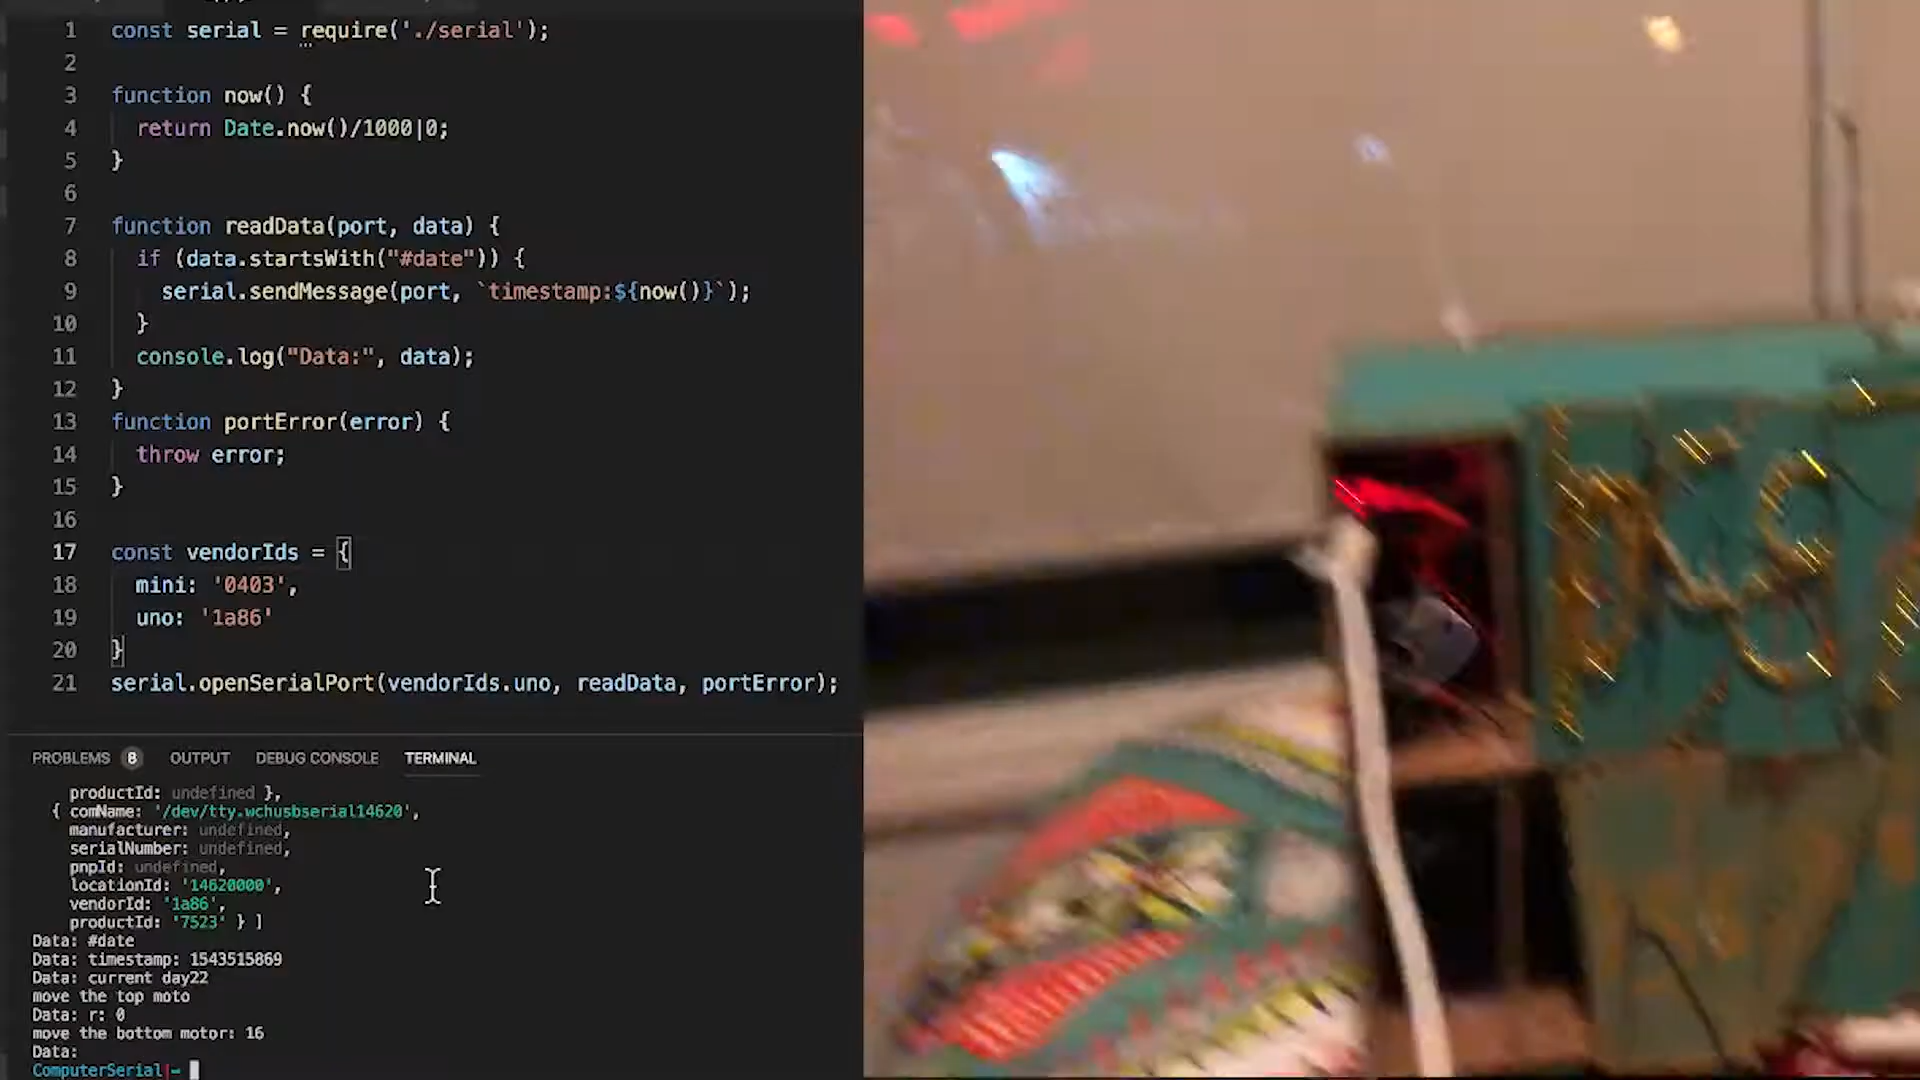 1 const serial = require('./serial');
2
3 function now() {
4 return Date.now()/1000|0;
5 }
6
7 function readData(port, data) {
8 if (data.startsWith("#date")) {
9 serial.sendMessage(port, `timestamp:${now()}`);
10 }
11 console.log("Data:", data);
12 }
13 function portError(error) {
14 throw error;
15 }
16
17 const vendorIds = {
18 mini: '0403',
19 uno: '1a86'
20 }
21 serial.openSerialPort(vendorIds.uno, readData, portError);
PROBLEMS 8 OUTPUT DEBUG CONSOLE TERMINAL
productId: undefined },
{ comName: '/dev/tty.wchusbserial14620',
manufacturer: undefined,
serialNumber: undefined,
pnpId: undefined,
locationId: '14620000',
vendorId: '1a86',
productId: '7523' } ]
Data: #date
Data: timestamp: 1543515869
Data: current day22
move the top moto
Data: r: 0
move the bottom motor: 16
Data:
ComputerSerial|→